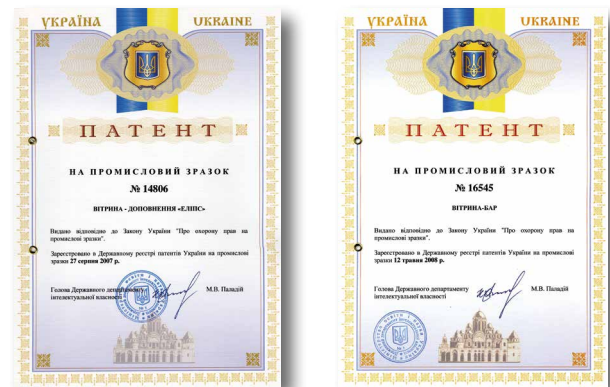 УКРАЇНА UKRAINE
ПАТЕНТ
НА ПРОМИСЛОВИЙ ЗРАЗОК
№ 14806
ВІТРИНА - ДОПОВНЕННЯ «ЕЛІПС»
Видано відповідно до Закону України "Про охорону прав на
промислові зразки".
Зареєстровано в Державному реєстрі патентів України на промислові
зразки 27 серпня 2007 р.
Голова Державного департаменту
інтелектуальної власності
М.В. Паладій
УКРАЇНА UKRAINE
ПАТЕНТ
НА ПРОМИСЛОВИЙ ЗРАЗОК
№ 16545
ВІТРИНА-БАР
Видано відповідно до Закону України "Про охорону прав на
промислові зразки".
Зареєстровано в Державному реєстрі патентів України на промислові
зразки 12 травня 2008 р.
Голова Державного департаменту
інтелектуальної власності
М.В. Паладій